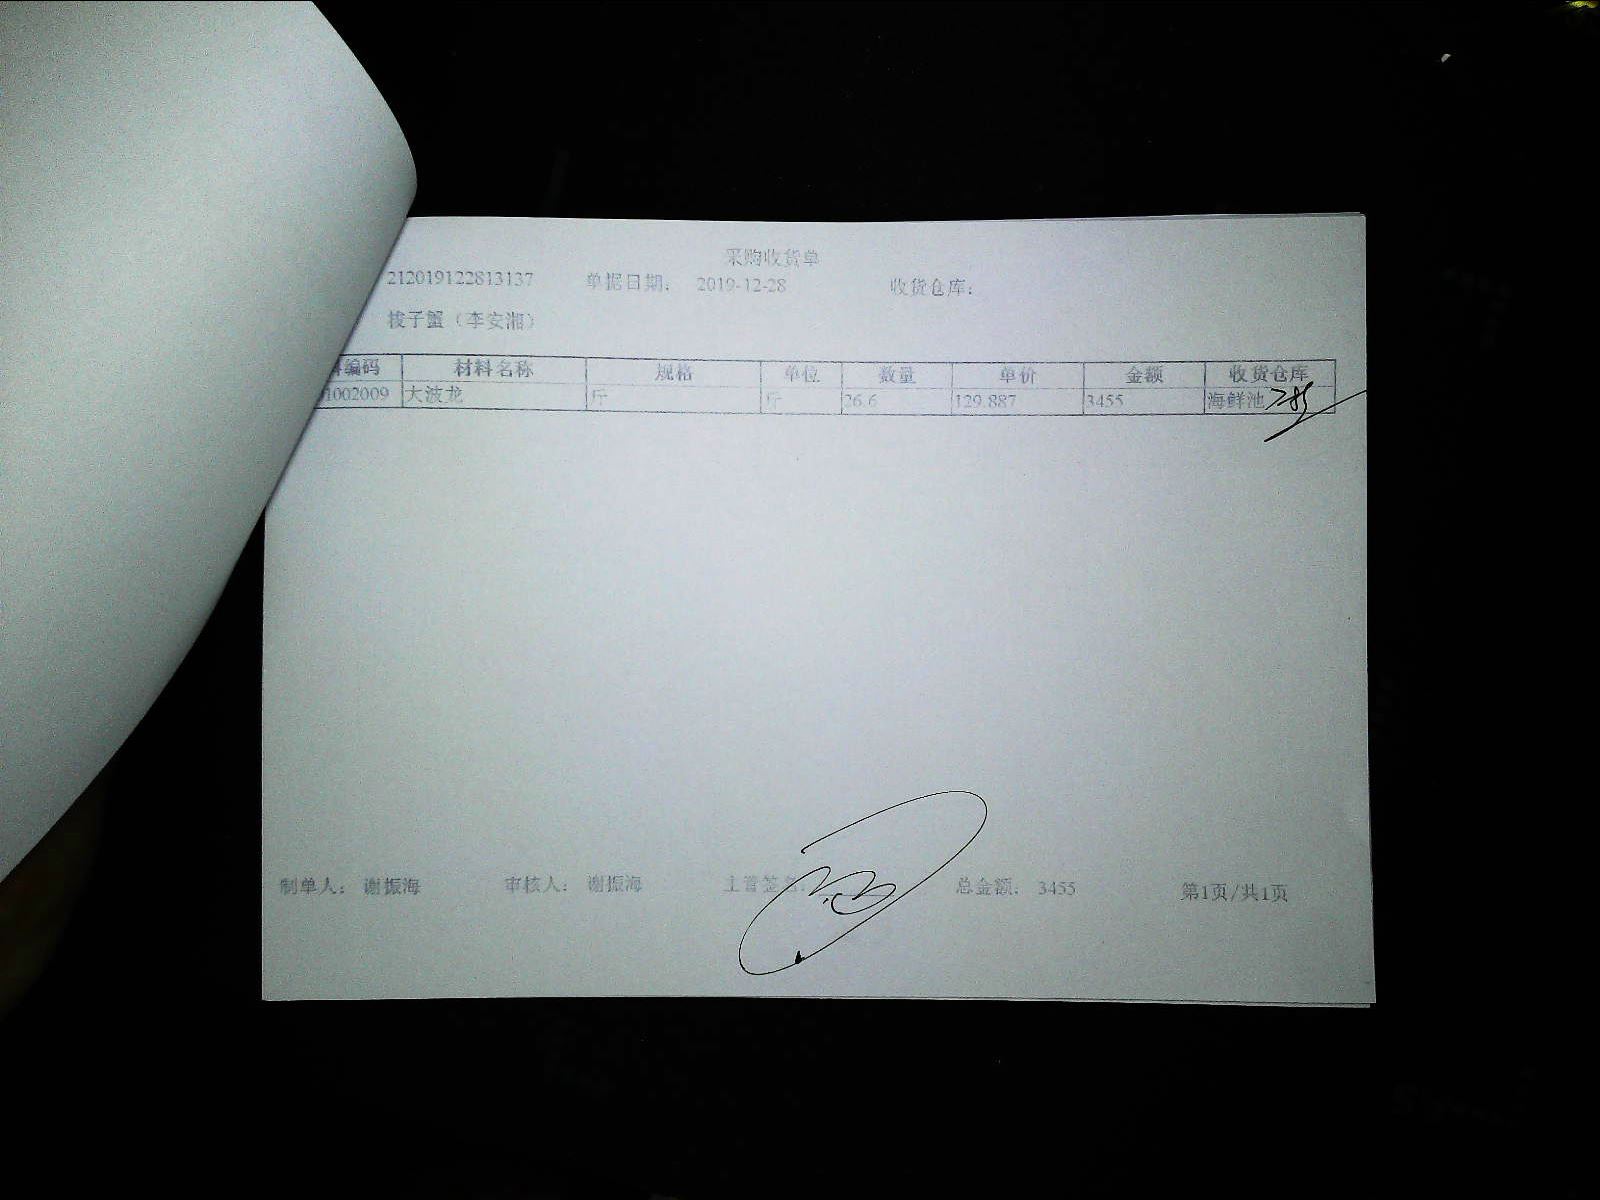 采购收货单
212019122813137 单据日期: 2019-12-28 收货仓库:
梭子蟹（李安湘）
编码 材料名称 规格 单位 数量 单价 金额 收货仓库
1002009 大波龙 斤 斤 26.6 129.887 3455 海鲜池
制单人: 谢振海 审核人: 谢振海 主管签名: 总金额: 3455 第1页/共1页